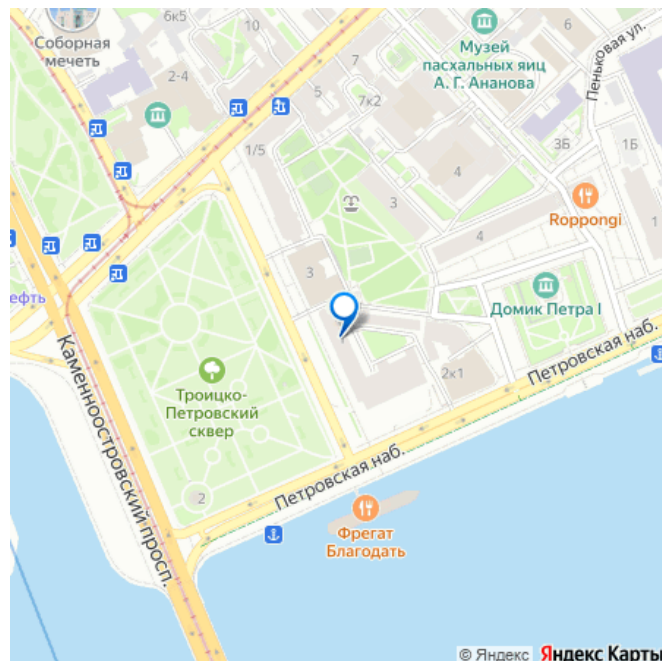 6к5
10
6
Соборная
мечеть
Музей
пасхальных яиц
А. Г. Ананова
Пеньковая ул.
2-4
7
5
7к2
3Б
1Б
1/5
4
3
Roppongi
4
1
3
Домик Петра I
ефть
Каменноостровский просп.
Петровская наб.
2к1
Троицко-
Петровский
сквер
2
Петровская наб.
Фрегат
Благодать
© Яндекс Яндекс Карты